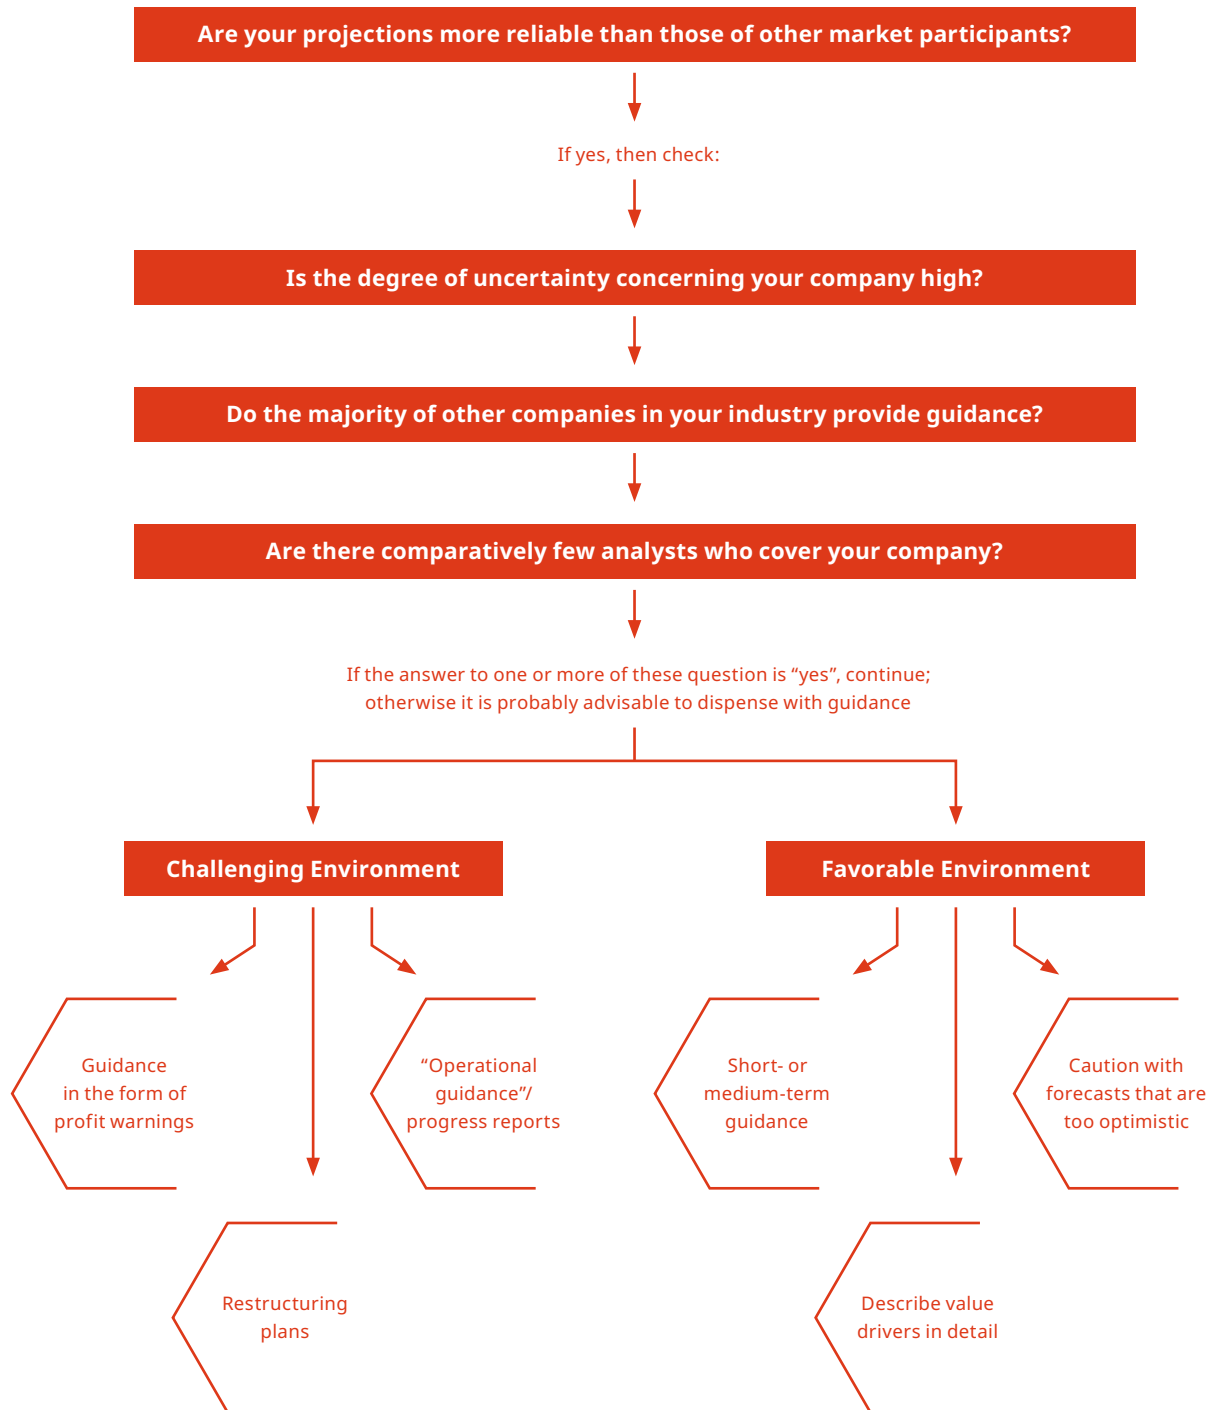 Are your projections more reliable than those of other market participants?
If yes, then check:
Is the degree of uncertainty concerning your company high?
Do the majority of other companies in your industry provide guidance?
Are there comparatively few analysts who cover your company?
If the answer to one or more of these question is “yes”, continue;
otherwise it is probably advisable to dispense with guidance
Challenging Environment
Favorable Environment
Guidance
in the form of
profit warnings
“Operational
guidance”/
progress reports
Short- or
medium-term
guidance
Caution with
forecasts that are
too optimistic
Restructuring
plans
Describe value
drivers in detail